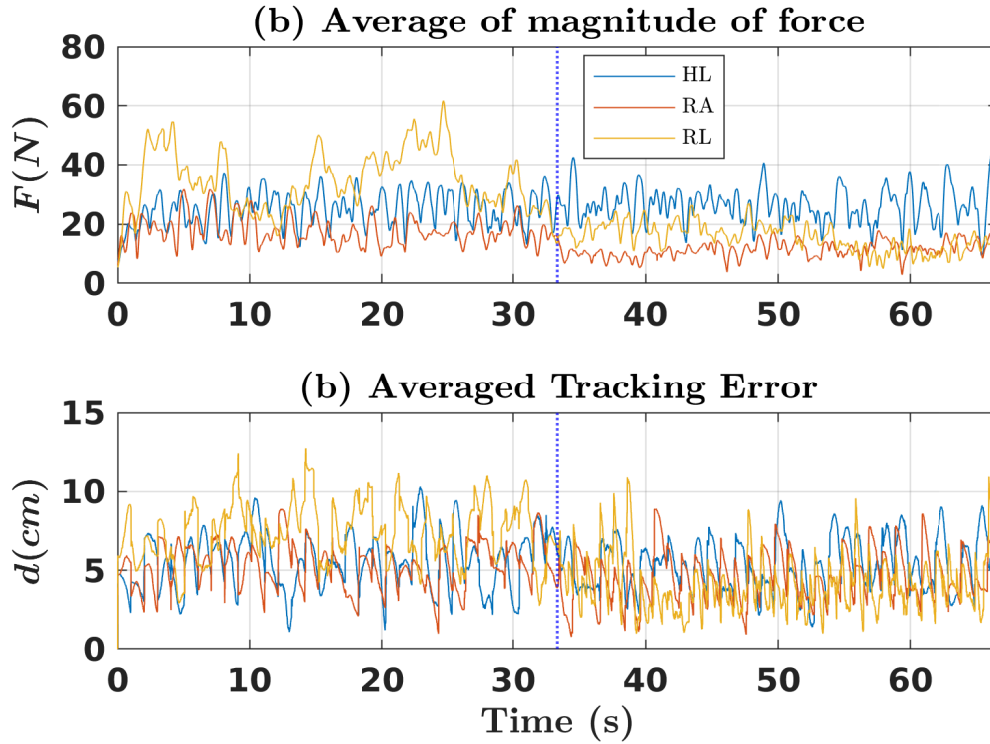 (b) Average of magnitude of force
80
60
40
20
0
F(N)
HL
RA
RL
0 10 20 30 40 50 60
(b) Averaged Tracking Error
15
10
5
0
d(cm)
0 10 20 30 40 50 60
Time (s)